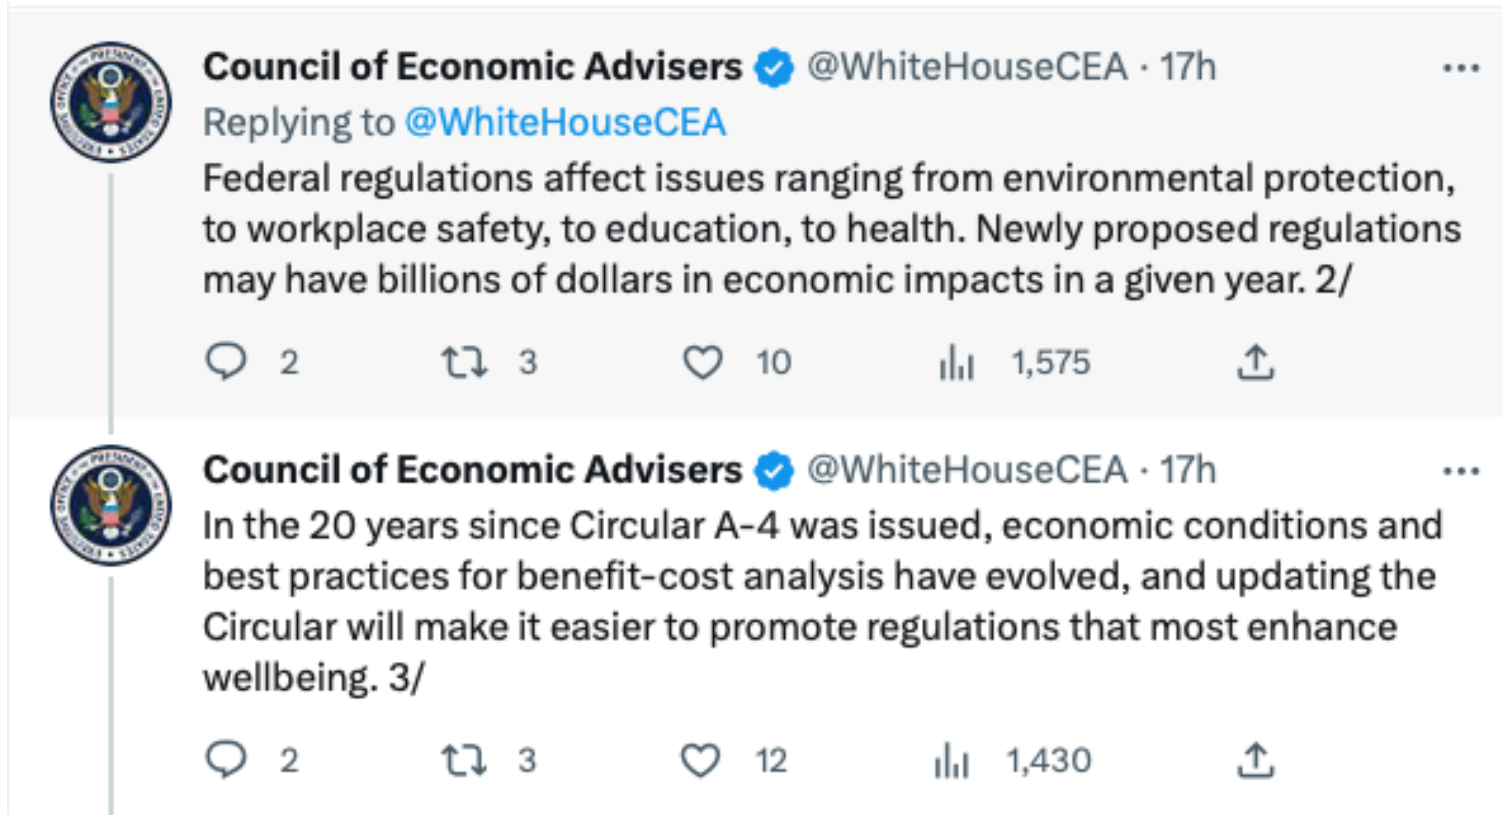 Council of Economic Advisers @WhiteHouseCEA · 17h
Replying to @WhiteHouseCEA
Federal regulations affect issues ranging from environmental protection,
to workplace safety, to education, to health. Newly proposed regulations
may have billions of dollars in economic impacts in a given year. 2/
2 3 10 1,575
Council of Economic Advisers @WhiteHouseCEA · 17h
In the 20 years since Circular A-4 was issued, economic conditions and
best practices for benefit-cost analysis have evolved, and updating the
Circular will make it easier to promote regulations that most enhance
wellbeing. 3/
2 3 12 1,430